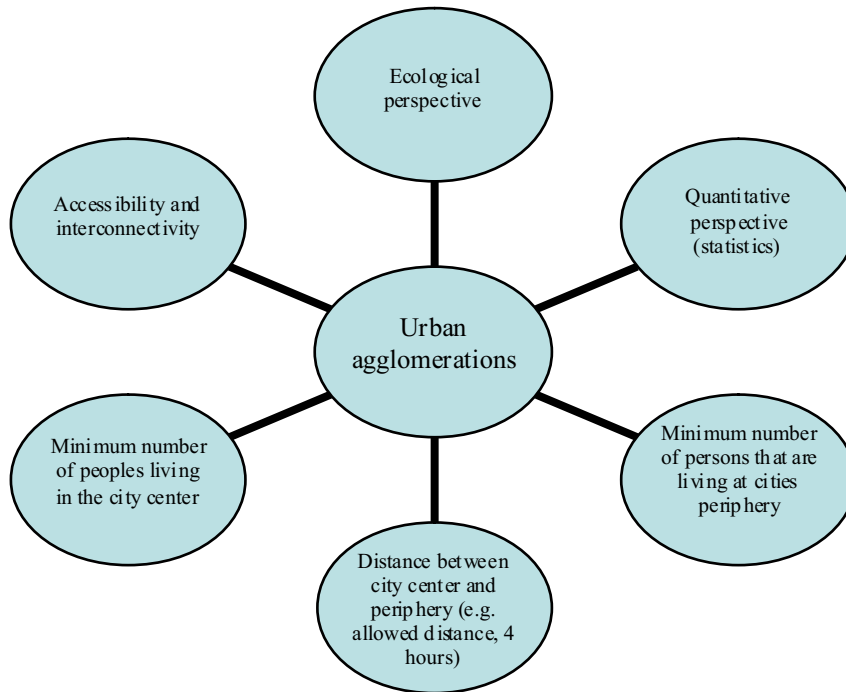 Ecological
perspective
Accessibility and
interconnectivity
Quantitative
perspective
(statistics)
Urban
agglomerations
Minimum number
of peoples living
in the city center
Minimum number
of persons that are
living at cities
periphery
Distance between
city center and
periphery (e.g.
allowed distance, 4
hours)